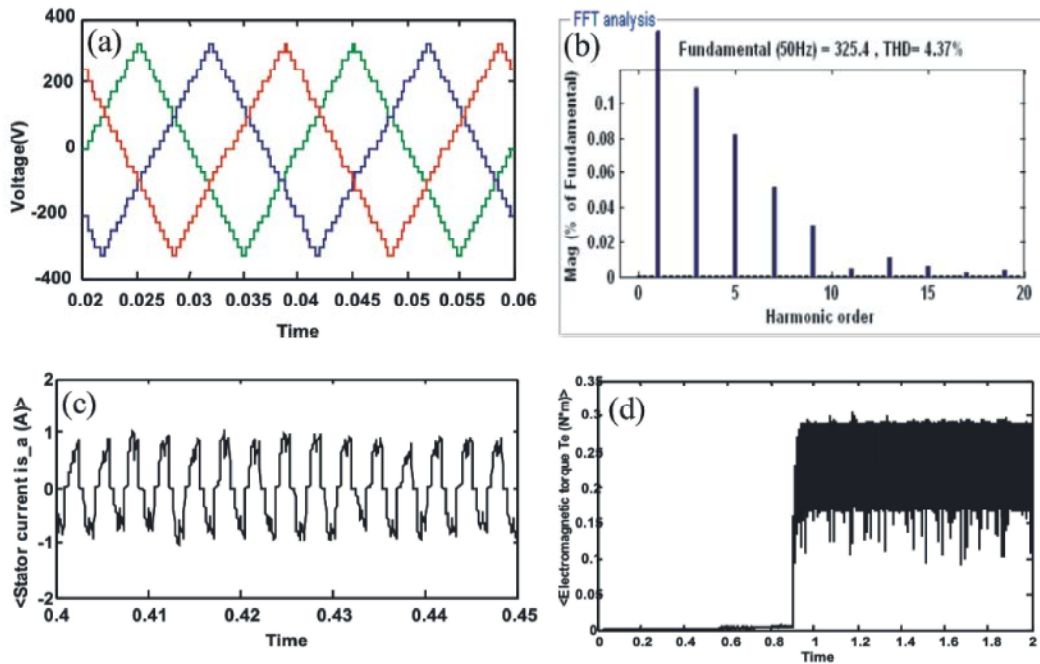 (a)
Voltage(V)
400
200
0
-200
-400
0.02 0.025 0.03 0.035 0.04 0.045 0.05 0.055 0.06
Time
FFT analysis
(b)
Fundamental (50Hz) = 325.4 , THD= 4.37%
Mag (% of Fundamental)
0.1
0.08
0.06
0.04
0.02
0
0 5 10 15 20
Harmonic order
(c)
<Stator current is_a (A)>
2
1
0
-1
-2
0.4 0.41 0.42 0.43 0.44 0.45
Time
(d)
<Electromagnetic torque Te (N*m)>
0.35
0.3
0.25
0.2
0.15
0.1
0.05
0
0 0.2 0.4 0.6 0.8 1 1.2 1.4 1.6 1.8 2
Time